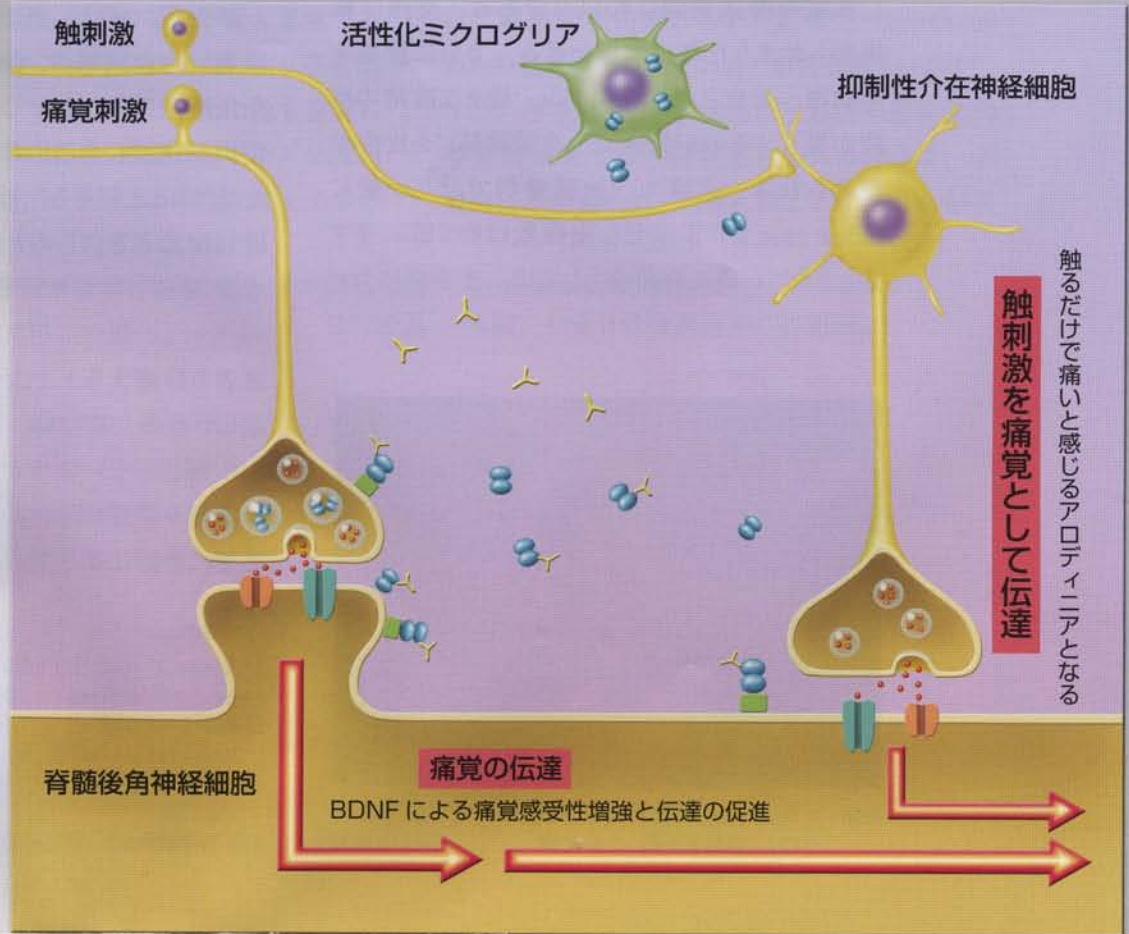 触刺激
活性化ミクログリア
抑制性介在神経細胞
痛覚刺激
触刺激を痛覚として伝達
触るだけで痛いと感じるアロディニアとなる
脊髄後角神経細胞
痛覚の伝達
BDNF による痛覚感受性増強と伝達の促進